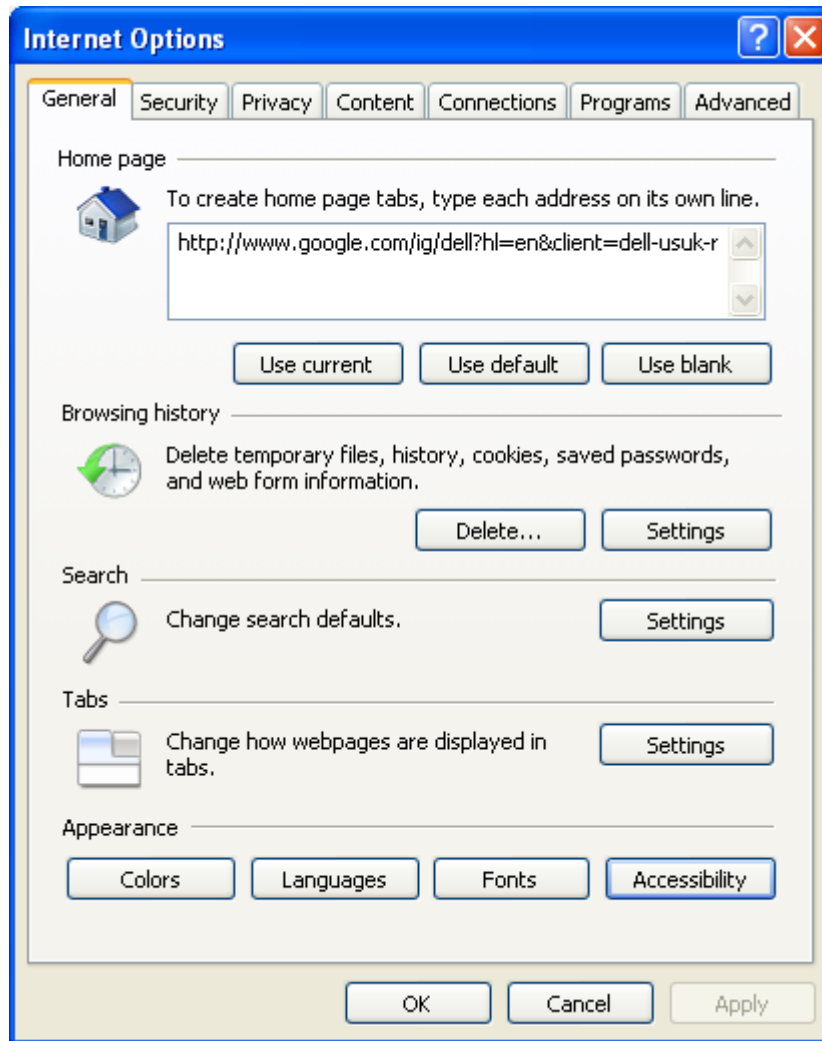 Internet Options
General Security Privacy Content Connections Programs Advanced
Home page
To create home page tabs, type each address on its own line.
http://www.google.com/ig/dell?hl=en&client=dell-usuk-r
Use current Use default Use blank
Browsing history
Delete temporary files, history, cookies, saved passwords,
and web form information.
Delete... Settings
Search
Change search defaults. Settings
Tabs
Change how webpages are displayed in
tabs.
Settings
Appearance
Colors Languages Fonts Accessibility
OK Cancel Apply